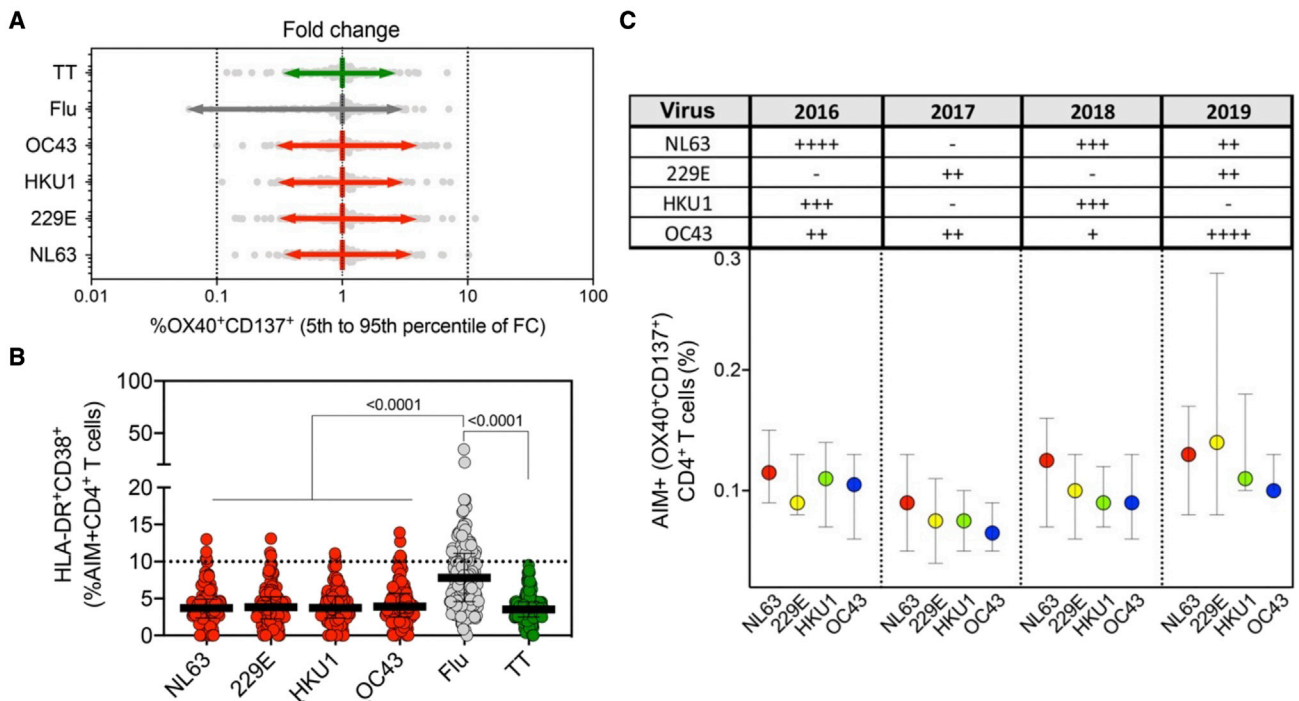 A
Fold change
TT
Flu
OC43
HKU1
229E
NL63
0.01 0.1 1 10 100
%OX40⁺CD137⁺ (5th to 95th percentile of FC)
B
HLA-DR⁺CD38⁺
(%AIM+CD4⁺ T cells)
100
50
20
15
10
5
0
<0.0001
<0.0001
NL63 229E HKU1 OC43 Flu TT
C
Virus 2016 2017 2018 2019
NL63 ++++ - +++ ++
229E - ++ - ++
HKU1 +++ - +++ -
OC43 ++ ++ + ++++
AIM+ (OX40⁺CD137⁺)
CD4⁺ T cells (%)
0.3
0.2
0.1
NL63 229E HKU1 OC43 NL63 229E HKU1 OC43 NL63 229E HKU1 OC43 NL63 229E HKU1 OC43